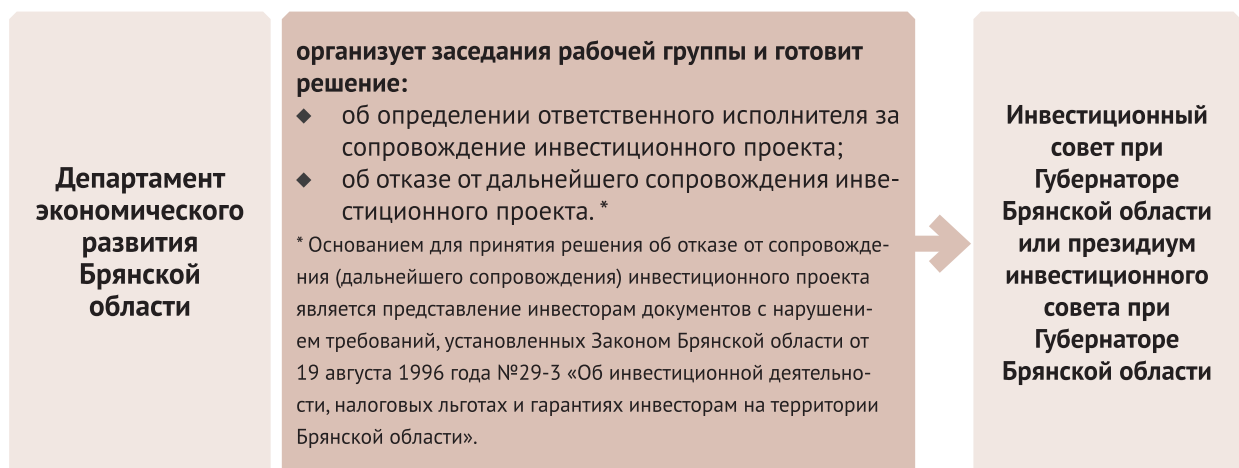 Департамент
экономического
развития
Брянской
области
организует заседания рабочей группы и готовит
решение:
◆ об определении ответственного исполнителя за
сопровождение инвестиционного проекта;
◆ об отказе от дальнейшего сопровождения инве-
стиционного проекта. *
* Основанием для принятия решения об отказе от сопровожде-
ния (дальнейшего сопровождения) инвестиционного проекта
является представление инвесторам документов с нарушени-
ем требований, установленных Законом Брянской области от
19 августа 1996 года №29-З «Об инвестиционной деятельно-
сти, налоговых льготах и гарантиях инвесторам на территории
Брянской области».
Инвестиционный
совет при
Губернаторе
Брянской области
или президиум
инвестиционного
совета при
Губернаторе
Брянской области